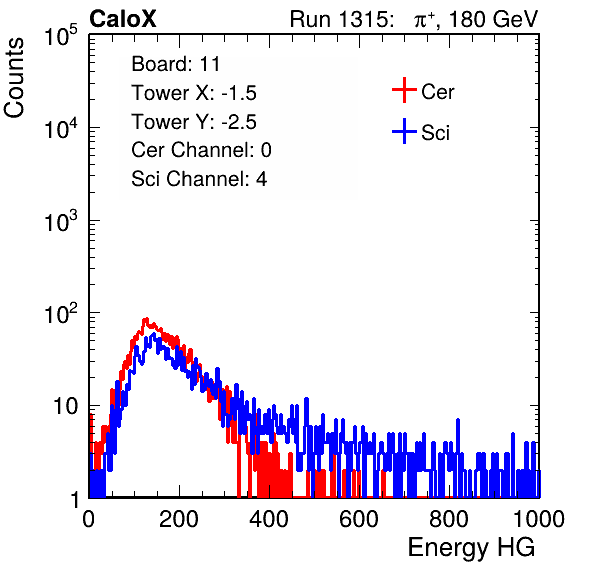 CaloX Run 1315: π⁺, 180 GeV
Counts
10⁵
10⁴
10³
10²
10
1
Board: 11
Tower X: -1.5
Tower Y: -2.5
Cer Channel: 0
Sci Channel: 4
Cer
Sci
0 200 400 600 800 1000
Energy HG